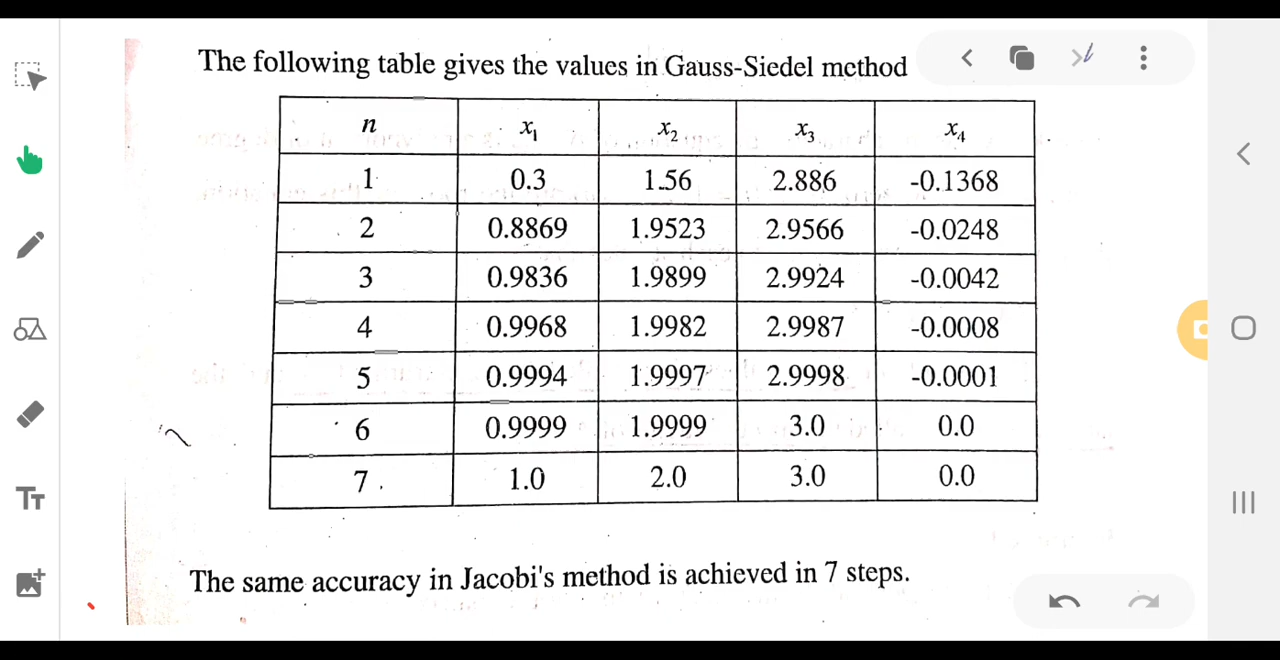 The following table gives the values in Gauss-Siedel method
n x₁ x₂ x₃ x₄
1 0.3 1.56 2.886 -0.1368
2 0.8869 1.9523 2.9566 -0.0248
3 0.9836 1.9899 2.9924 -0.0042
4 0.9968 1.9982 2.9987 -0.0008
5 0.9994 1.9997 2.9998 -0.0001
6 0.9999 1.9999 3.0 0.0
7 1.0 2.0 3.0 0.0
The same accuracy in Jacobi's method is achieved in 7 steps.
TT